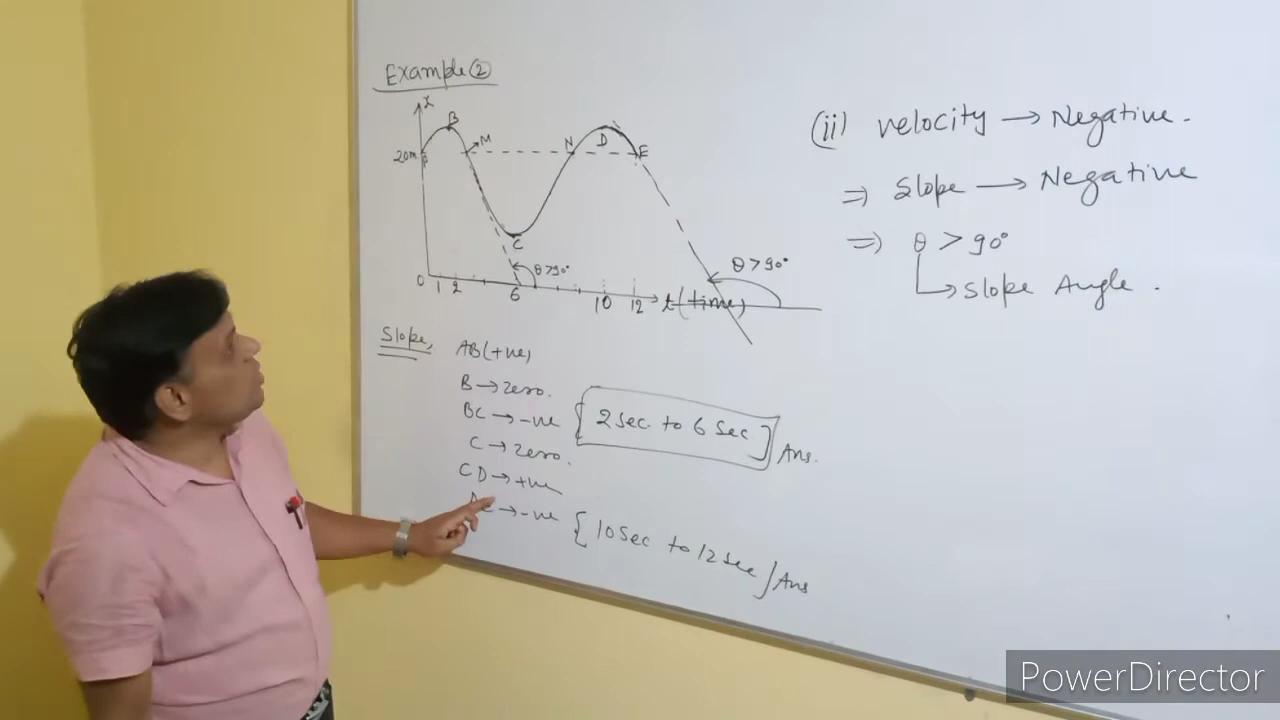 Example ②
x
B
M
N
D
E
20m
C
θ>90°
θ>90°
0 1 2 6 10 12 t(time)
Slope, AB(+ve)
B→zero.
BC→-ve {2 Sec. to 6 Sec} Ans.
C→zero.
CD→+ve
→-ve {10 Sec to 12 Sec} Ans
(ii) velocity → Negative.
⇒ Slope → Negative
⇒ θ > 90°
↳ Slope Angle.
PowerDirector